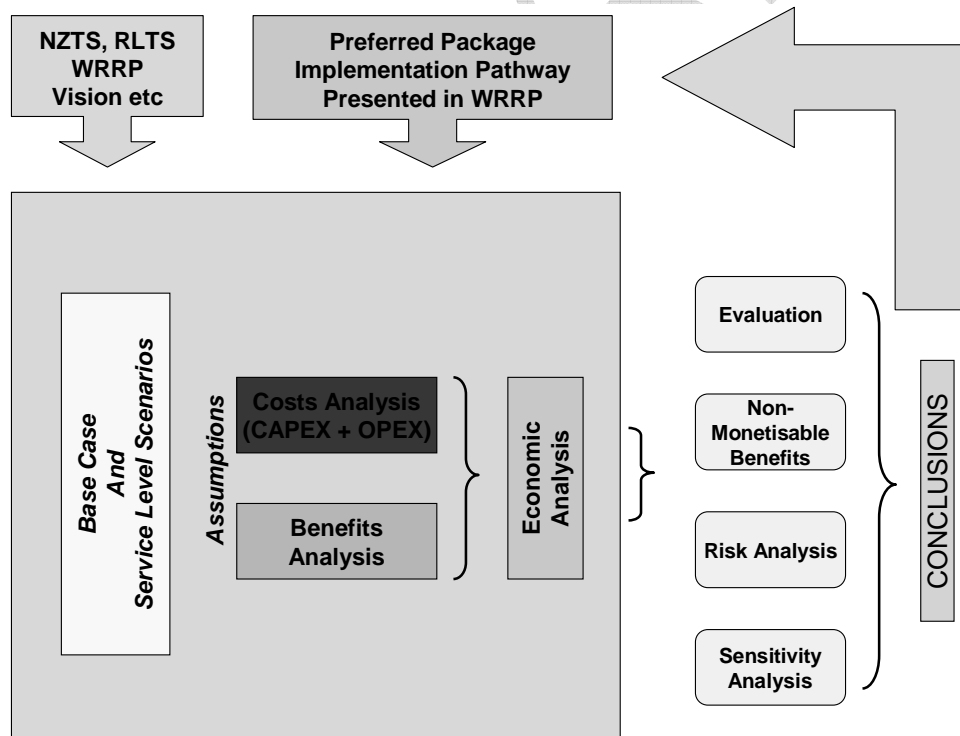 NZTS, RLTS
WRRP
Vision etc
Preferred Package
Implementation Pathway
Presented in WRRP
Base Case
And
Service Level Scenarios
Assumptions
Costs Analysis
(CAPEX + OPEX)
Benefits
Analysis
Economic
Analysis
Evaluation
Non-
Monetisable
Benefits
Risk Analysis
Sensitivity
Analysis
CONCLUSIONS